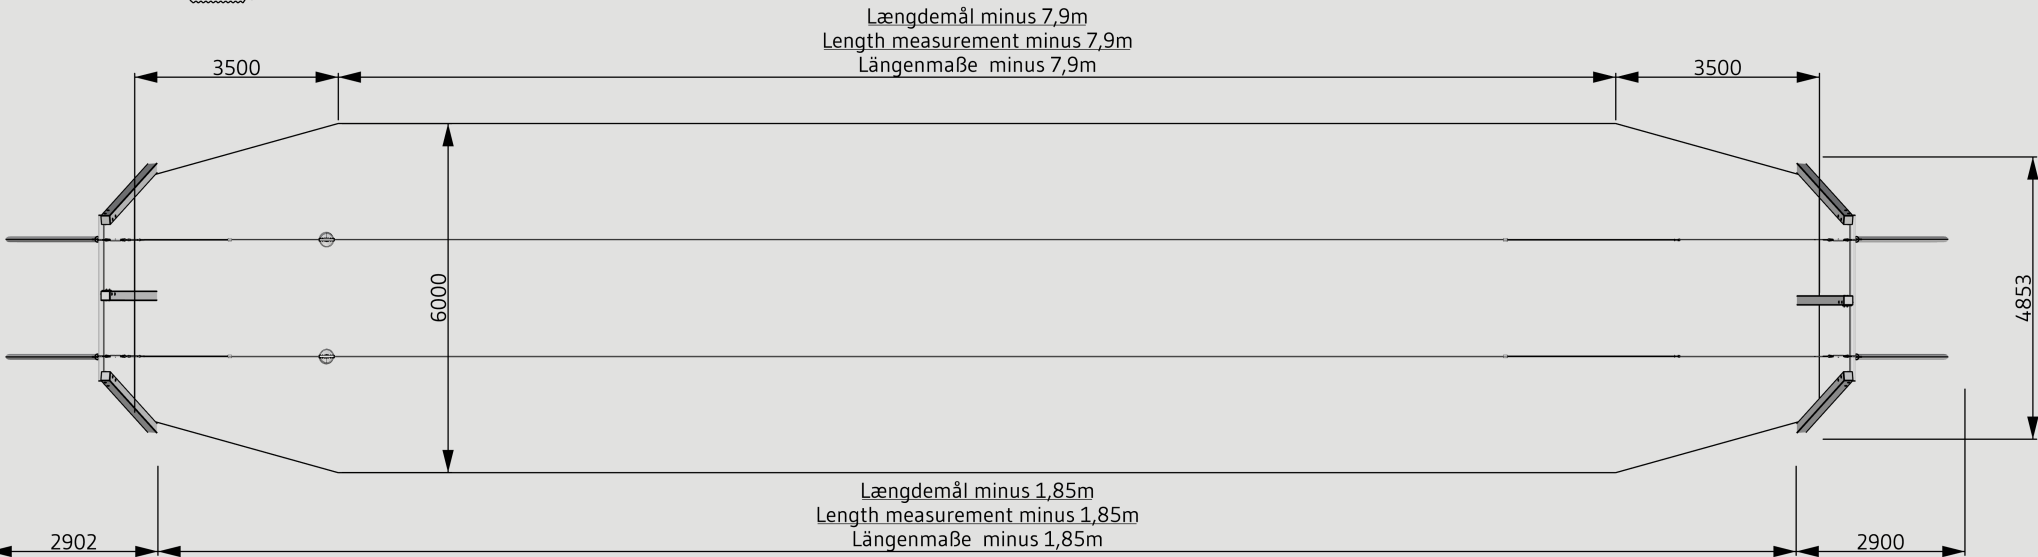 Længdemål minus 7,9m
Length measurement minus 7,9m
Längenmaße minus 7,9m
3500
3500
6000
4853
Længdemål minus 1,85m
Length measurement minus 1,85m
Längenmaße minus 1,85m
2902
2900